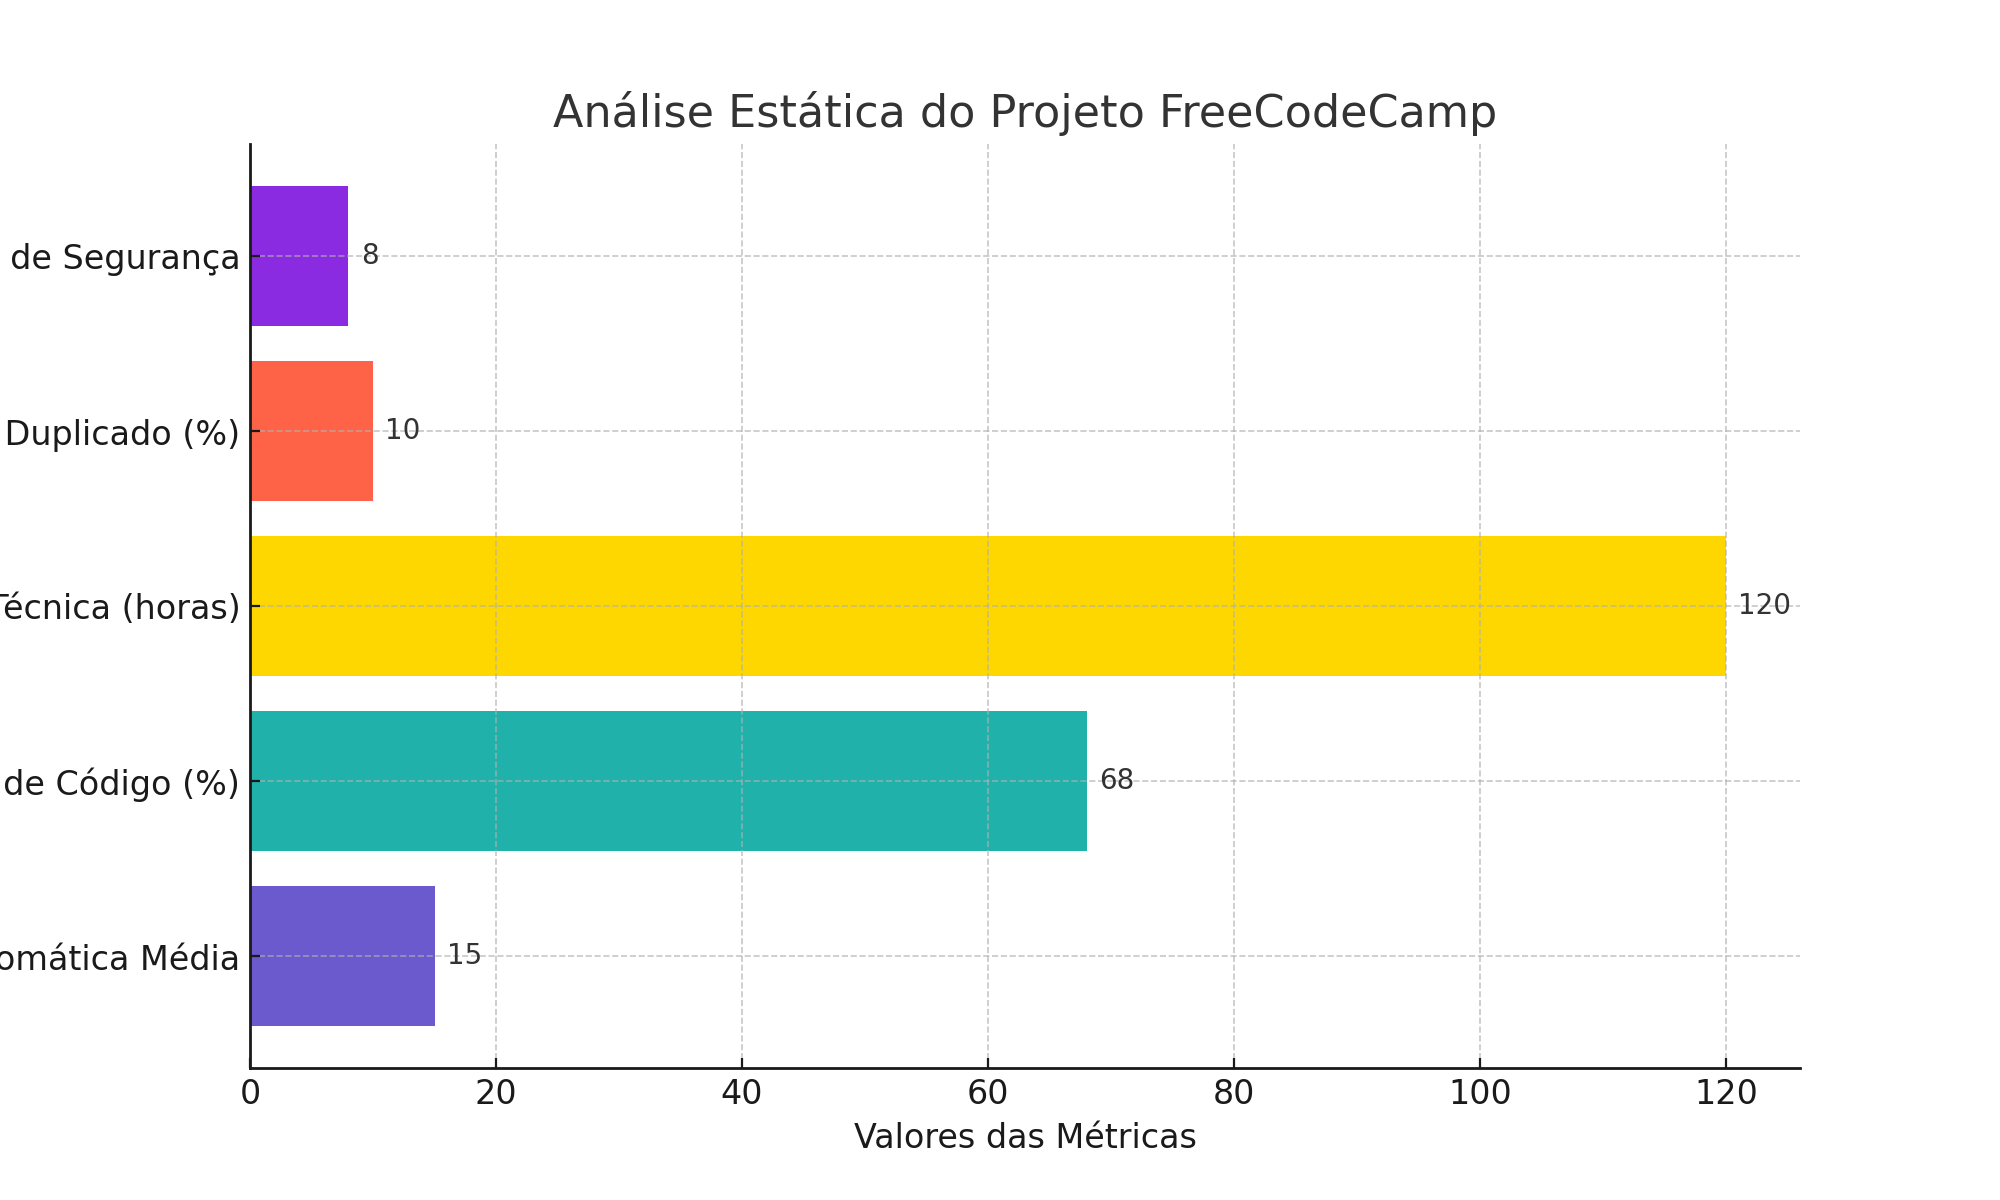 Análise Estática do Projeto FreeCodeCamp
de Segurança
8
Duplicado (%)
10
Técnica (horas)
120
de Código (%)
68
omática Média
15
0 20 40 60 80 100 120
Valores das Métricas